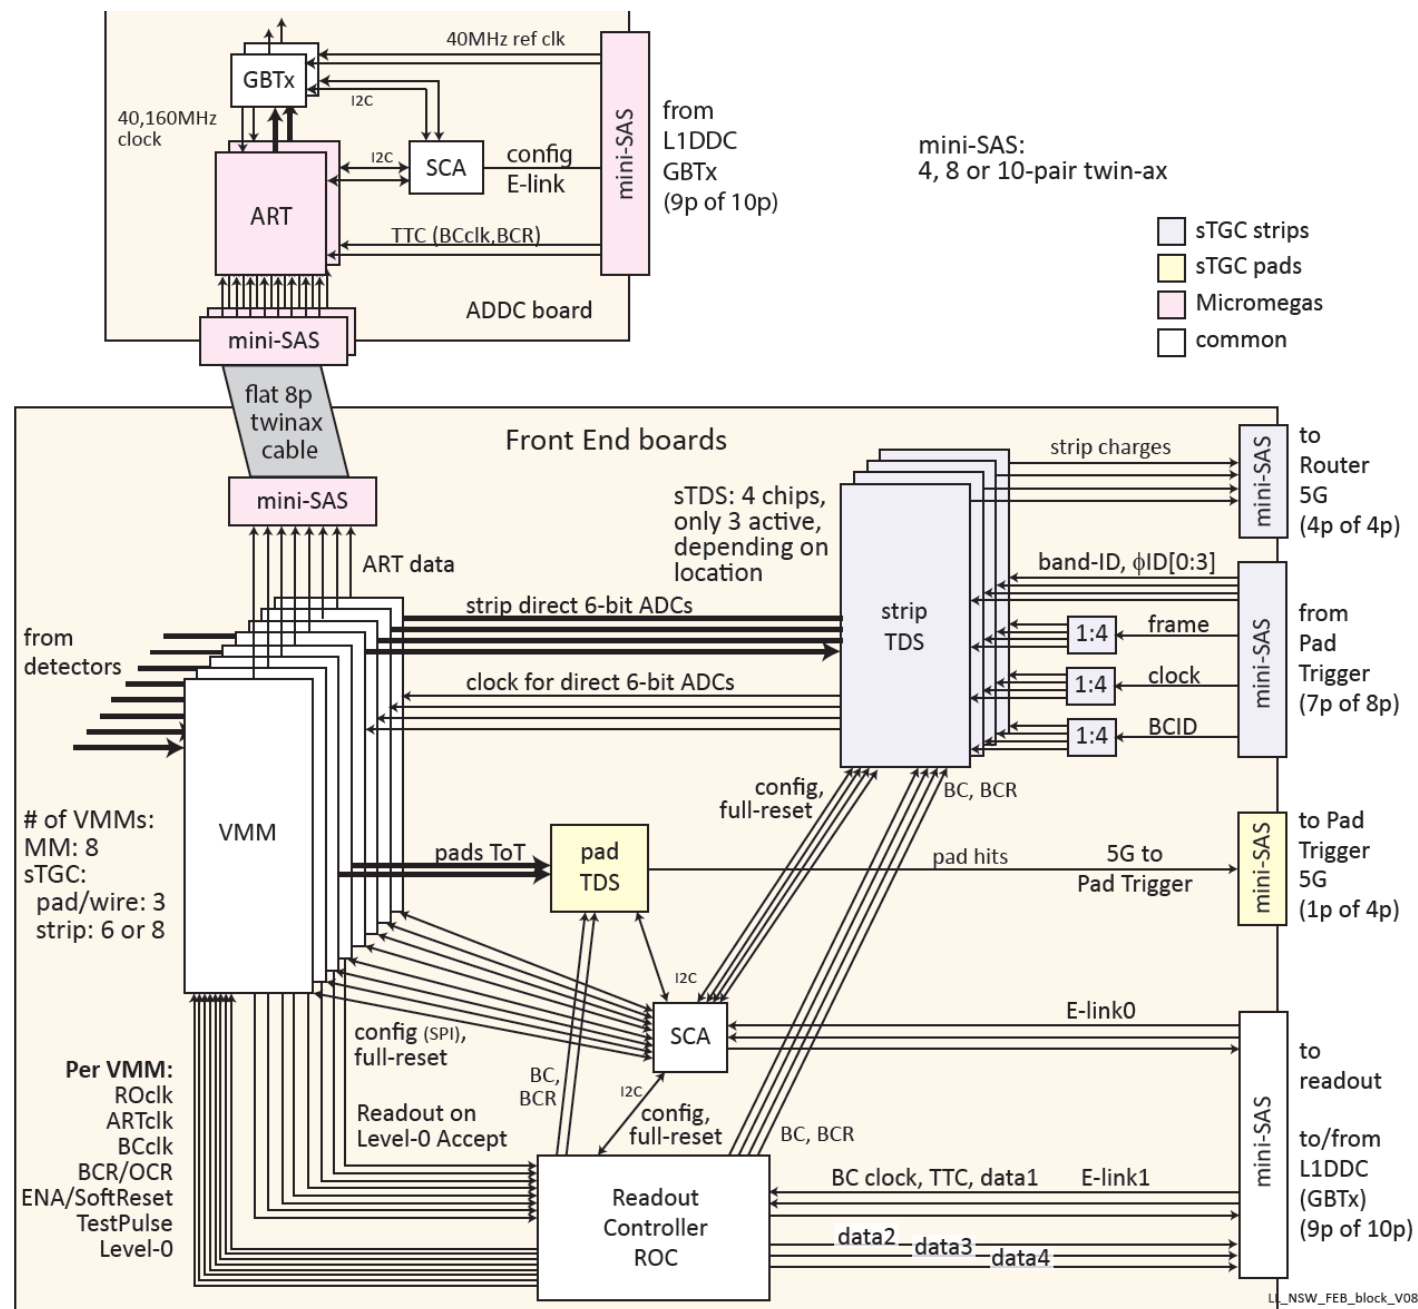 40MHz ref clk
GBTx
I2C
40,160MHz
clock
mini-SAS
from
L1DDC
GBTx
(9p of 10p)
mini-SAS:
4, 8 or 10-pair twin-ax
I2C
SCA
config
E-link
ART
TTC (BCclk,BCR)
sTGC strips
sTGC pads
Micromegas
common
ADDC board
mini-SAS
flat 8p
twinax
cable
Front End boards
mini-SAS
ART data
sTDS: 4 chips,
only 3 active,
depending on
location
strip charges
mini-SAS
to
Router
5G
(4p of 4p)
band-ID, ϕID[0:3]
strip
TDS
strip direct 6-bit ADCs
from
detectors
1:4
frame
mini-SAS
from
Pad
Trigger
(7p of 8p)
clock for direct 6-bit ADCs
1:4
clock
1:4
BCID
config,
full-reset
BC, BCR
VMM
# of VMMs:
MM: 8
sTGC:
pad/wire: 3
strip: 6 or 8
pads ToT
pad
TDS
pad hits
5G to
Pad Trigger
mini-SAS
to Pad
Trigger
5G
(1p of 4p)
I2C
SCA
E-link0
config (SPI),
full-reset
Per VMM:
ROclk
ARTclk
BCclk
BCR/OCR
ENA/SoftReset
TestPulse
Level-0
BC,
BCR
I2C
config,
full-reset
Readout on
Level-0 Accept
BC, BCR
mini-SAS
to
readout
to/from
L1DDC
(GBTx)
(9p of 10p)
Readout
Controller
ROC
BC clock, TTC, data1
E-link1
data2
data3
data4
LL_NSW_FEB_block_V08